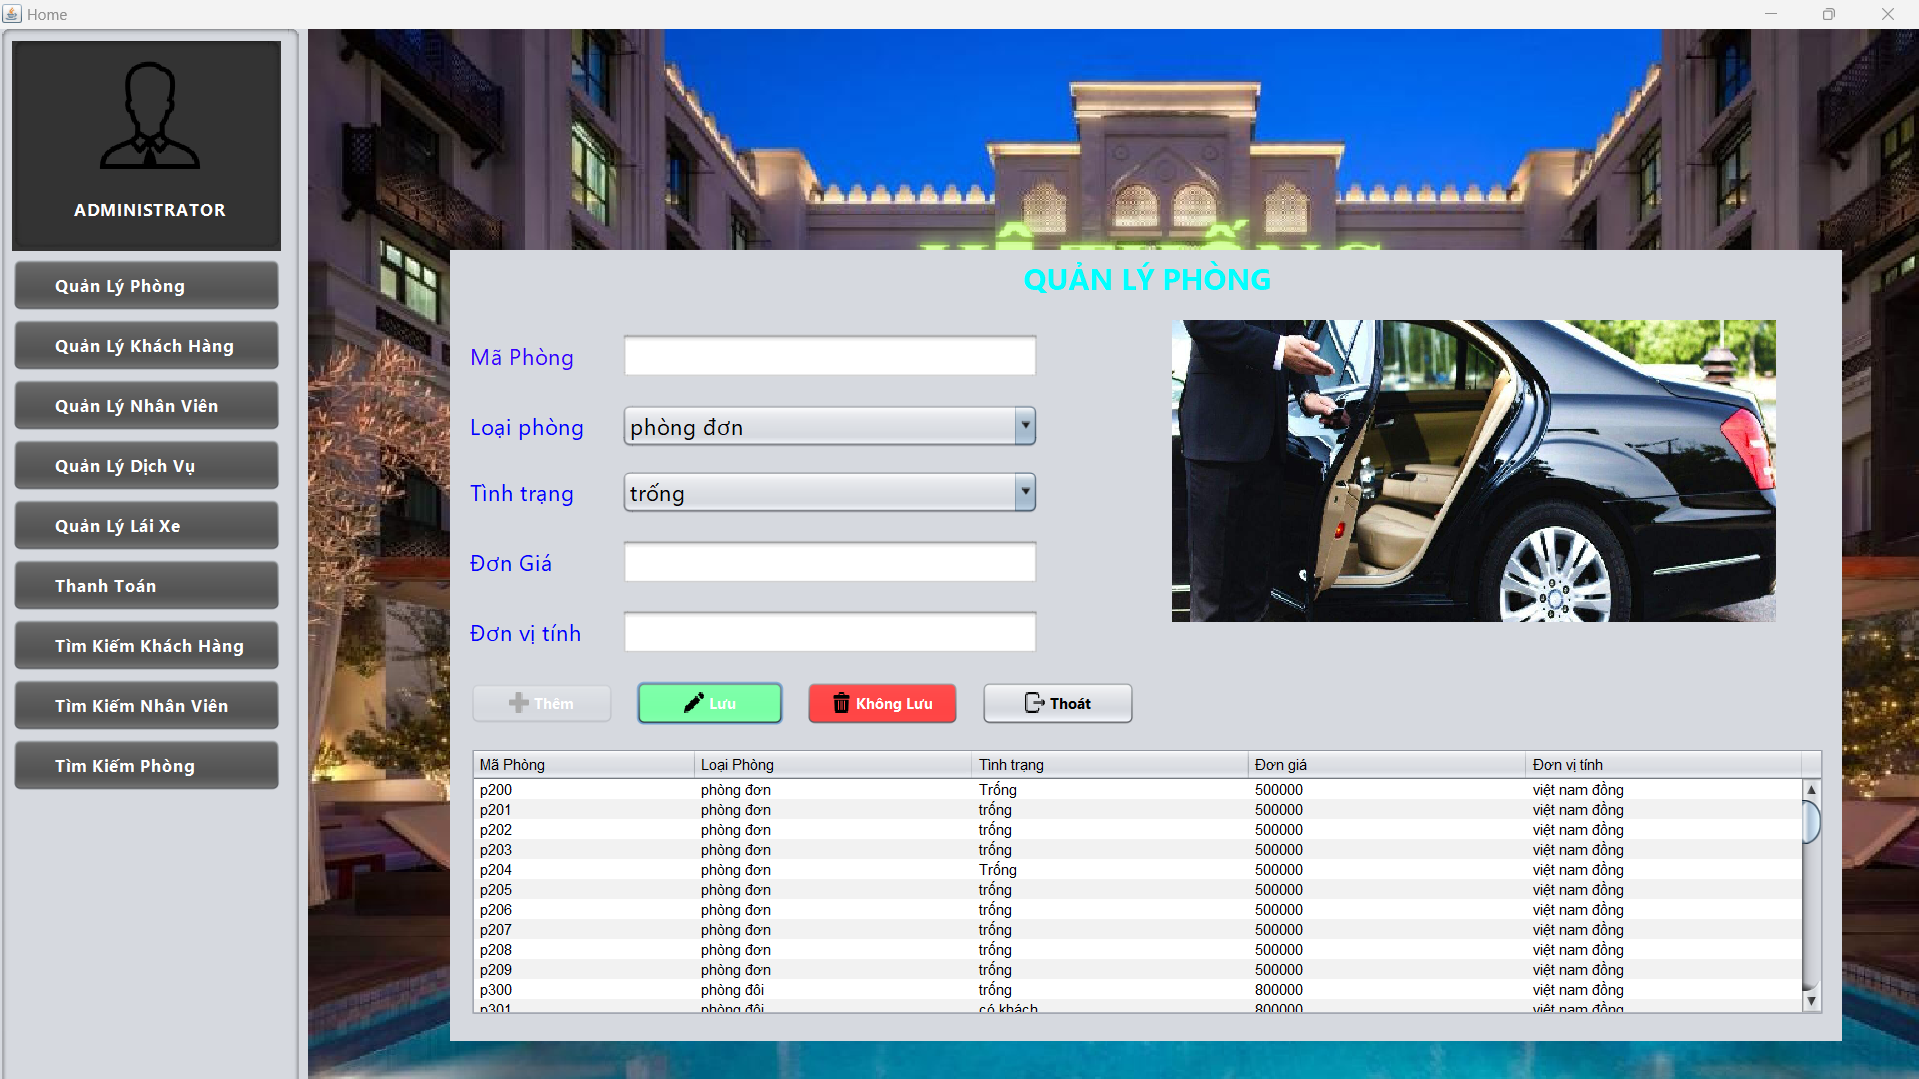 Home
ADMINISTRATOR
Quản Lý Phòng
Quản Lý Khách Hàng
Quản Lý Nhân Viên
Quản Lý Dịch Vụ
Quản Lý Lái Xe
Thanh Toán
Tìm Kiếm Khách Hàng
Tìm Kiếm Nhân Viên
Tìm Kiếm Phòng
QUẢN LÝ PHÒNG
Mã Phòng
Loại phòng phòng đơn
Tình trạng trống
Đơn Giá
Đơn vị tính
Thêm Lưu Không Lưu Thoát
Mã Phòng Loại Phòng Tình trạng Đơn giá Đơn vị tính
p200 phòng đơn Trống 500000 việt nam đồng
p201 phòng đơn trống 500000 việt nam đồng
p202 phòng đơn trống 500000 việt nam đồng
p203 phòng đơn trống 500000 việt nam đồng
p204 phòng đơn Trống 500000 việt nam đồng
p205 phòng đơn trống 500000 việt nam đồng
p206 phòng đơn trống 500000 việt nam đồng
p207 phòng đơn trống 500000 việt nam đồng
p208 phòng đơn trống 500000 việt nam đồng
p209 phòng đơn trống 500000 việt nam đồng
p300 phòng đôi trống 800000 việt nam đồng
p301 phòng đôi có khách 800000 việt nam đồng